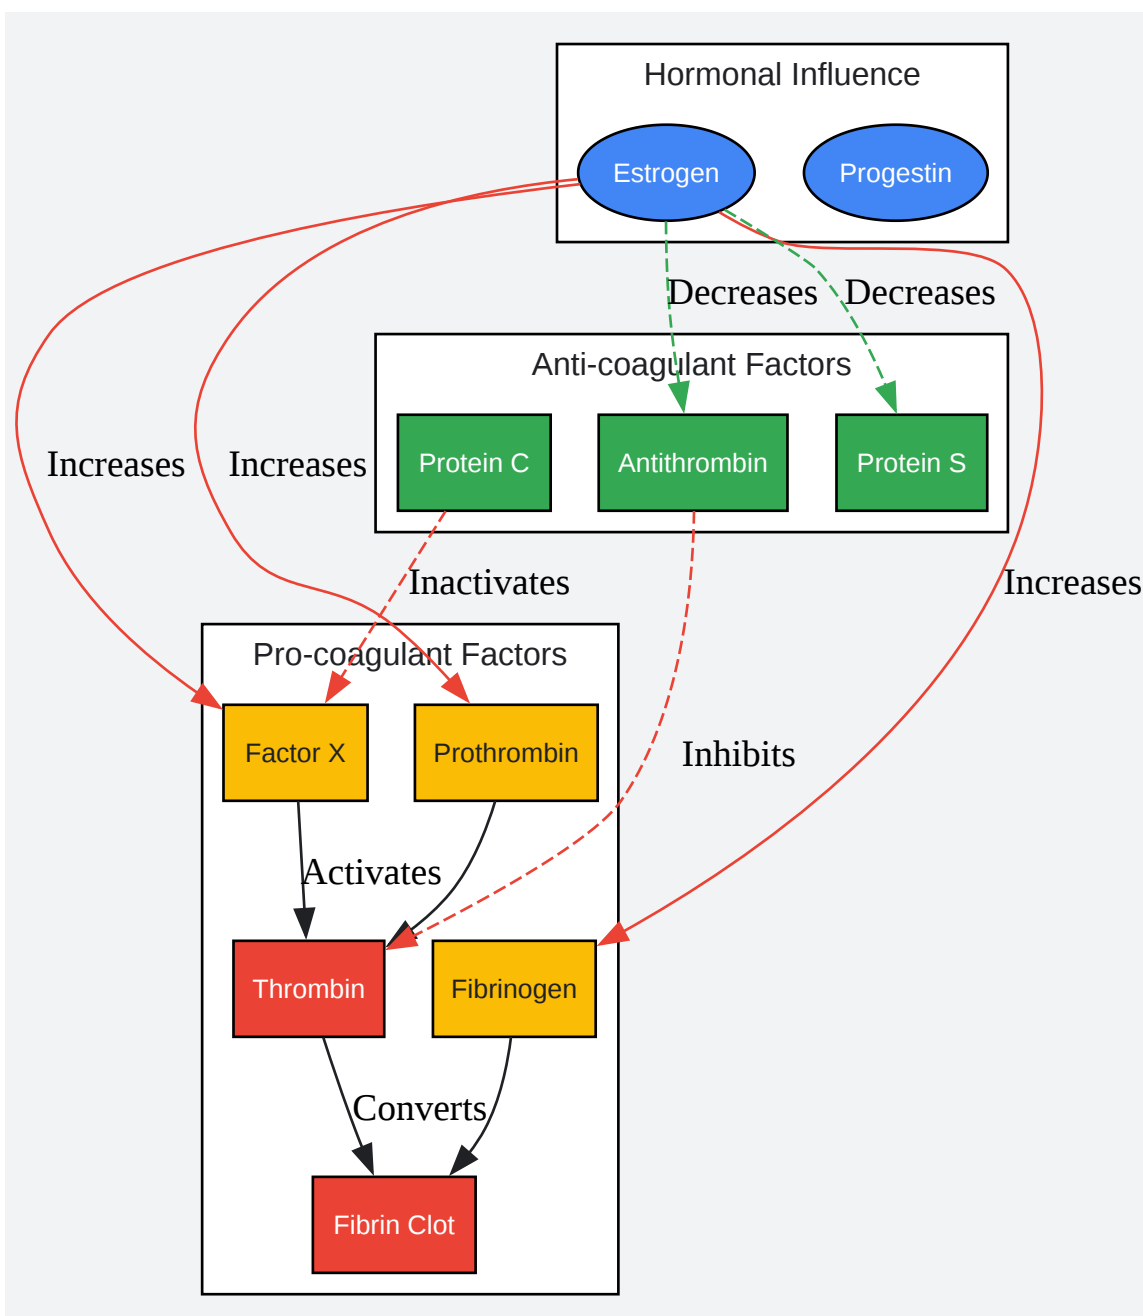 Hormonal Influence
Estrogen
Progestin
Decreases
Decreases
Anti-coagulant Factors
Protein C
Antithrombin
Protein S
Increases
Increases
Inactivates
Increases
Pro-coagulant Factors
Factor X
Prothrombin
Inhibits
Activates
Thrombin
Fibrinogen
Converts
Fibrin Clot